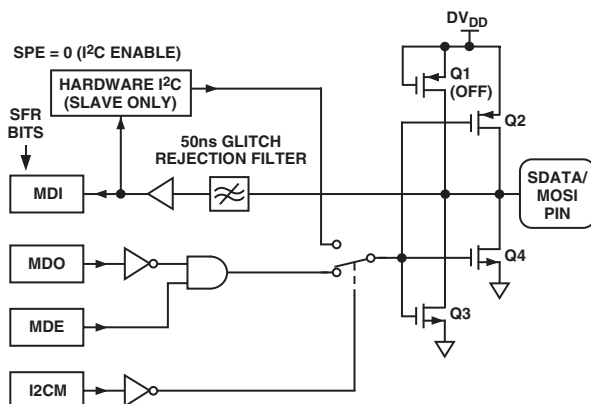 DVDD
SPE = 0 (I2C ENABLE)
HARDWARE I2C
(SLAVE ONLY)
Q1
(OFF)
Q2
SFR
BITS
50ns GLITCH
REJECTION FILTER
MDI
SDATA/
MOSI
PIN
MDO
Q4
MDE
Q3
I2CM